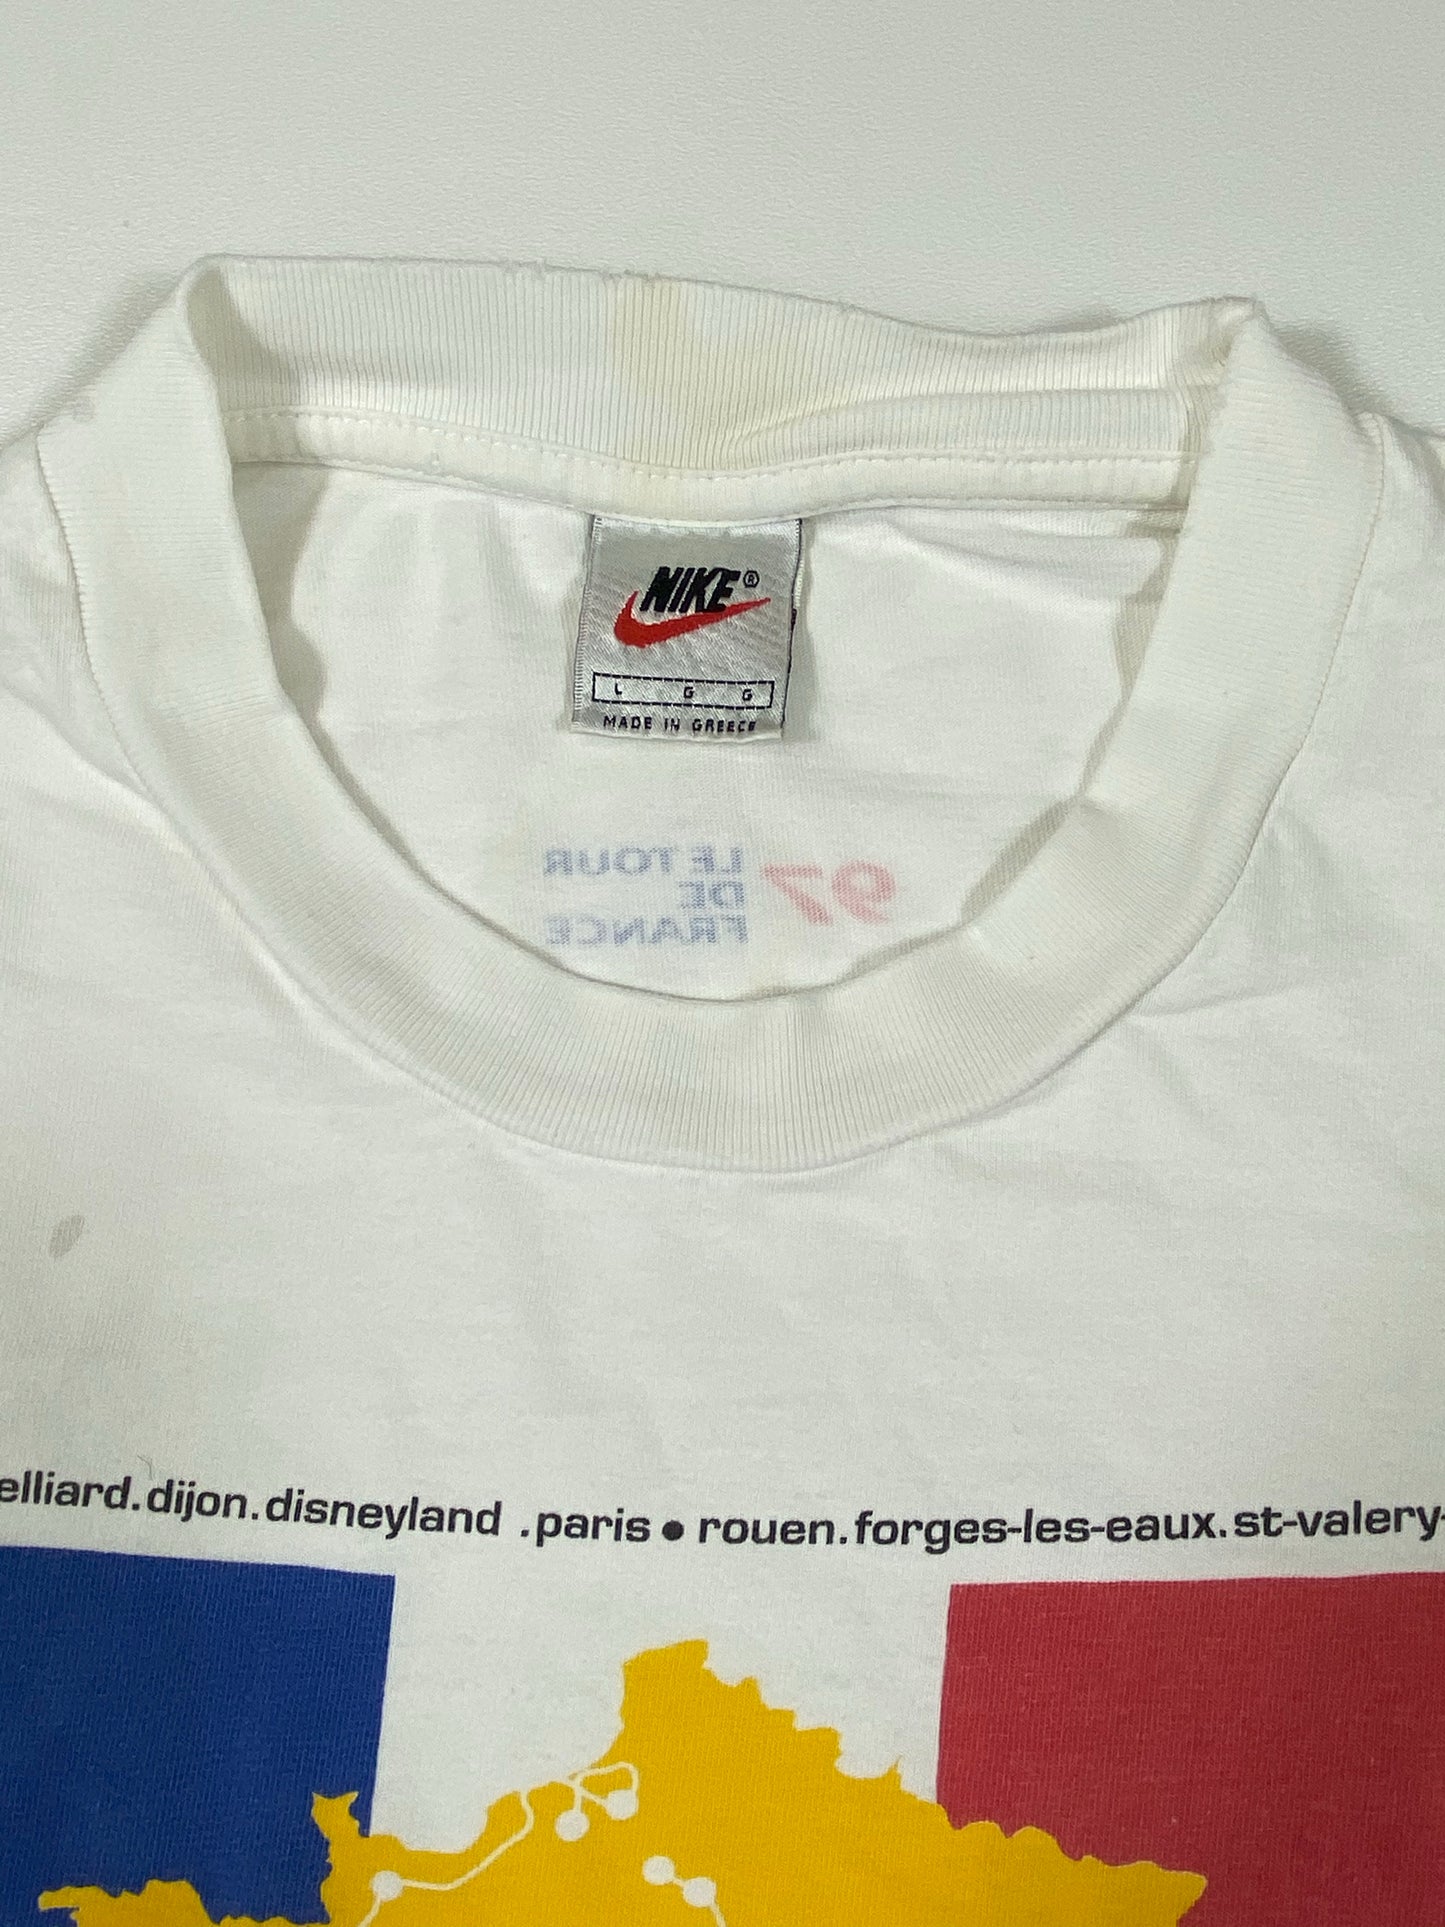 NIKE®
L G G
MADE IN GREECE
97 LE TOUR
DE
FRANCE
elliard.dijon.disneyland .paris ● rouen.forges-les-eaux.st-valery-